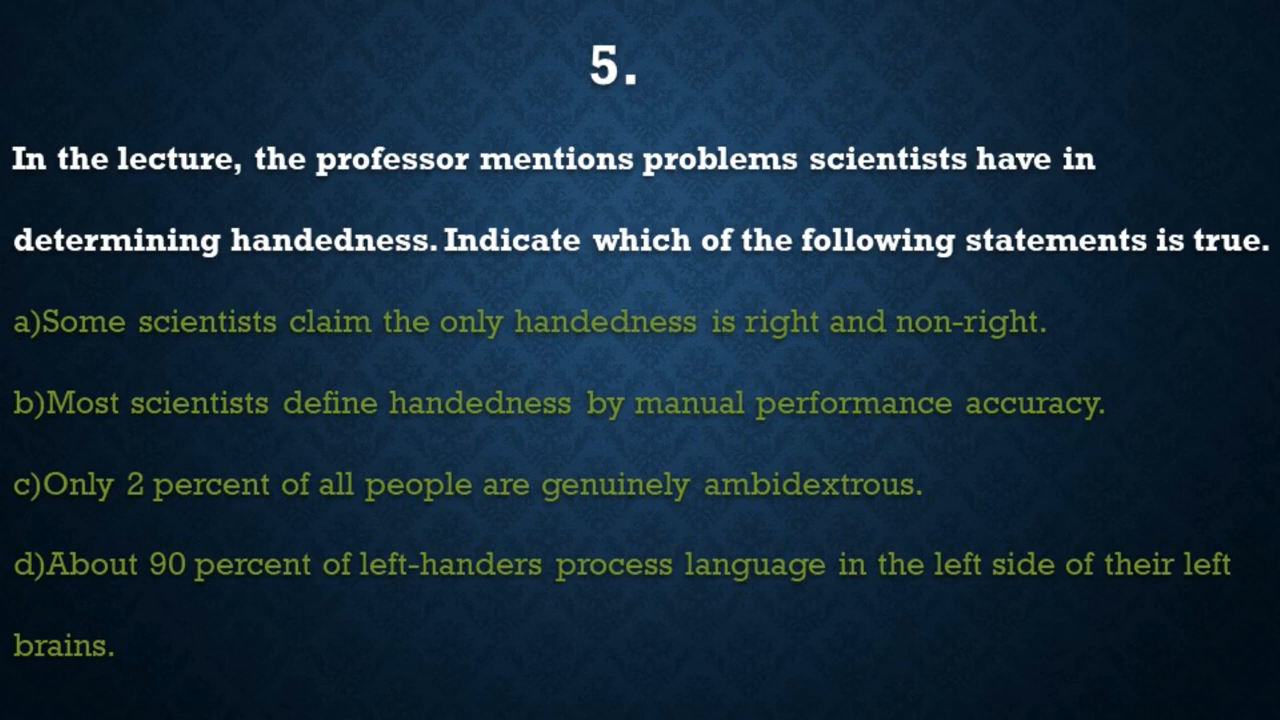 5.
In the lecture, the professor mentions problems scientists have in
determining handedness. Indicate which of the following statements is true.
a)Some scientists claim the only handedness is right and non-right.
b)Most scientists define handedness by manual performance accuracy.
c)Only 2 percent of all people are genuinely ambidextrous.
d)About 90 percent of left-handers process language in the left side of their left
brains.